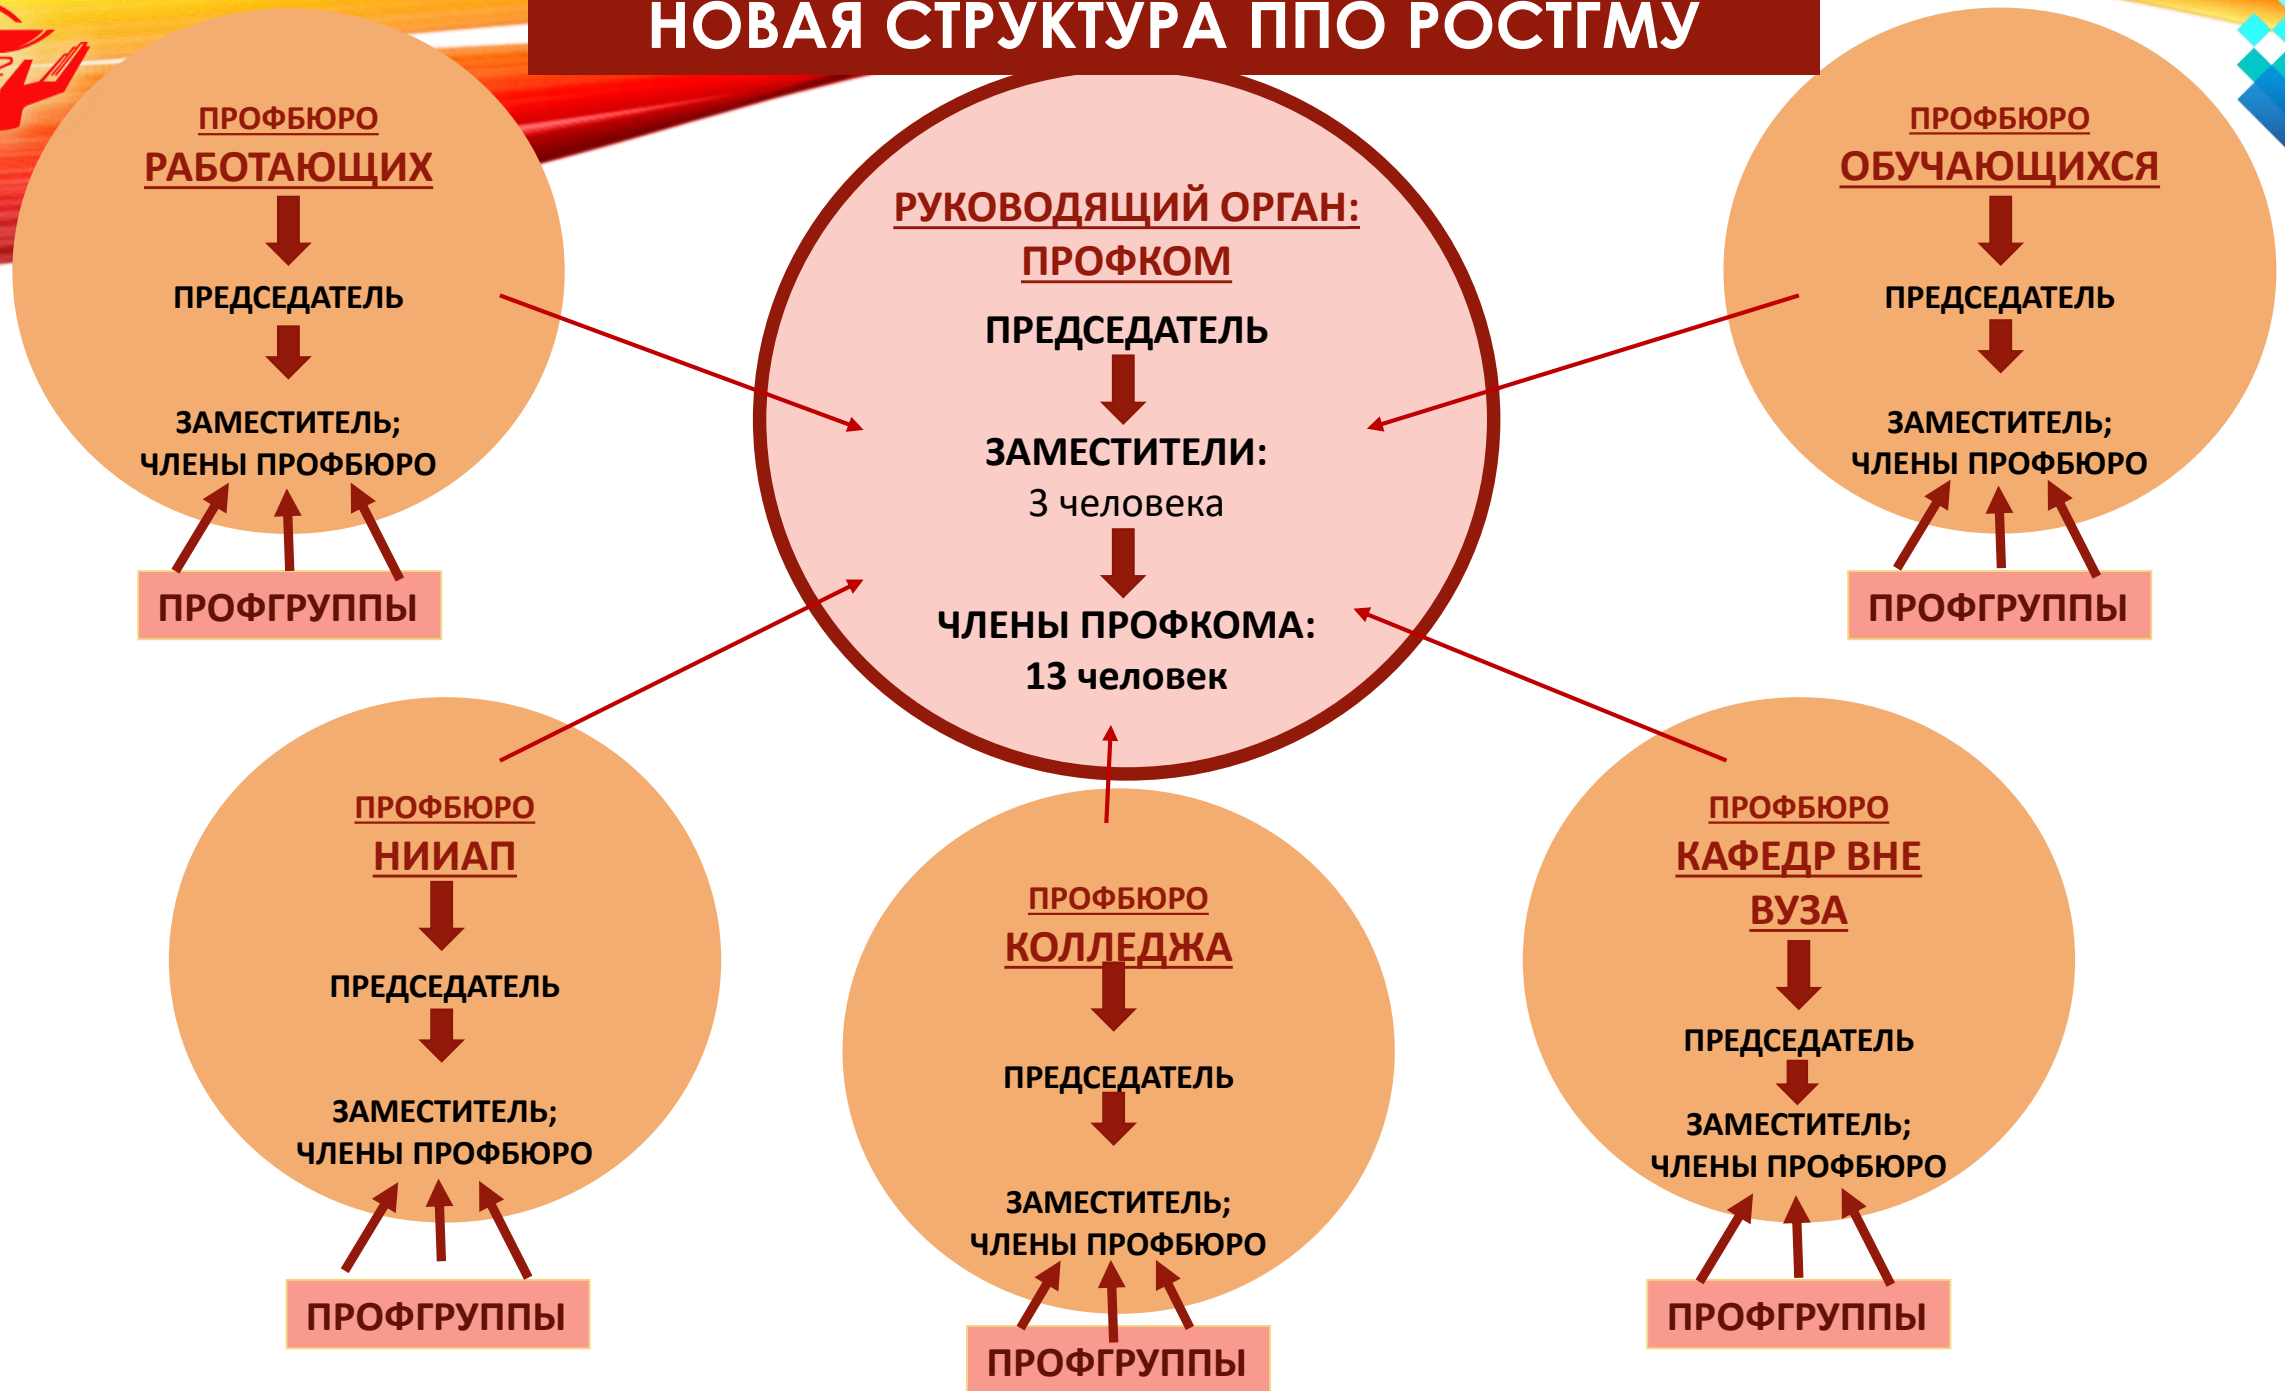 НОВАЯ СТРУКТУРА ППО РОСТГМУ
ПРОФБЮРО
РАБОТАЮЩИХ
ПРЕДСЕДАТЕЛЬ
ЗАМЕСТИТЕЛЬ;
ЧЛЕНЫ ПРОФБЮРО
ПРОФГРУППЫ
РУКОВОДЯЩИЙ ОРГАН:
ПРОФКОМ
ПРЕДСЕДАТЕЛЬ
ЗАМЕСТИТЕЛИ:
3 человека
ЧЛЕНЫ ПРОФКОМА:
13 человек
ПРОФБЮРО
ОБУЧАЮЩИХСЯ
ПРЕДСЕДАТЕЛЬ
ЗАМЕСТИТЕЛЬ;
ЧЛЕНЫ ПРОФБЮРО
ПРОФГРУППЫ
ПРОФБЮРО
НИИАП
ПРЕДСЕДАТЕЛЬ
ЗАМЕСТИТЕЛЬ;
ЧЛЕНЫ ПРОФБЮРО
ПРОФГРУППЫ
ПРОФБЮРО
КОЛЛЕДЖА
ПРЕДСЕДАТЕЛЬ
ЗАМЕСТИТЕЛЬ;
ЧЛЕНЫ ПРОФБЮРО
ПРОФГРУППЫ
ПРОФБЮРО
КАФЕДР ВНЕ
ВУЗА
ПРЕДСЕДАТЕЛЬ
ЗАМЕСТИТЕЛЬ;
ЧЛЕНЫ ПРОФБЮРО
ПРОФГРУППЫ